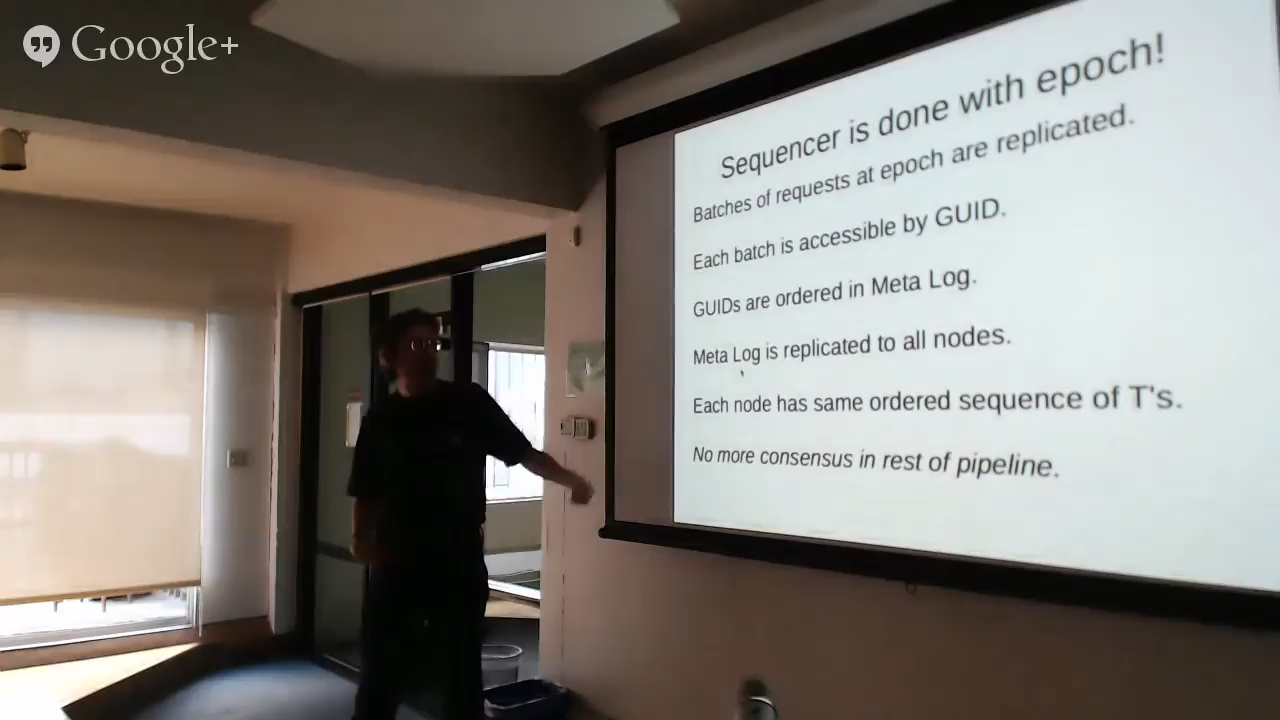 Google+
Sequencer is done with epoch!
Batches of requests at epoch are replicated.
Each batch is accessible by GUID.
GUIDs are ordered in Meta Log.
Meta Log is replicated to all nodes.
Each node has same ordered sequence of T's.
No more consensus in rest of pipeline.